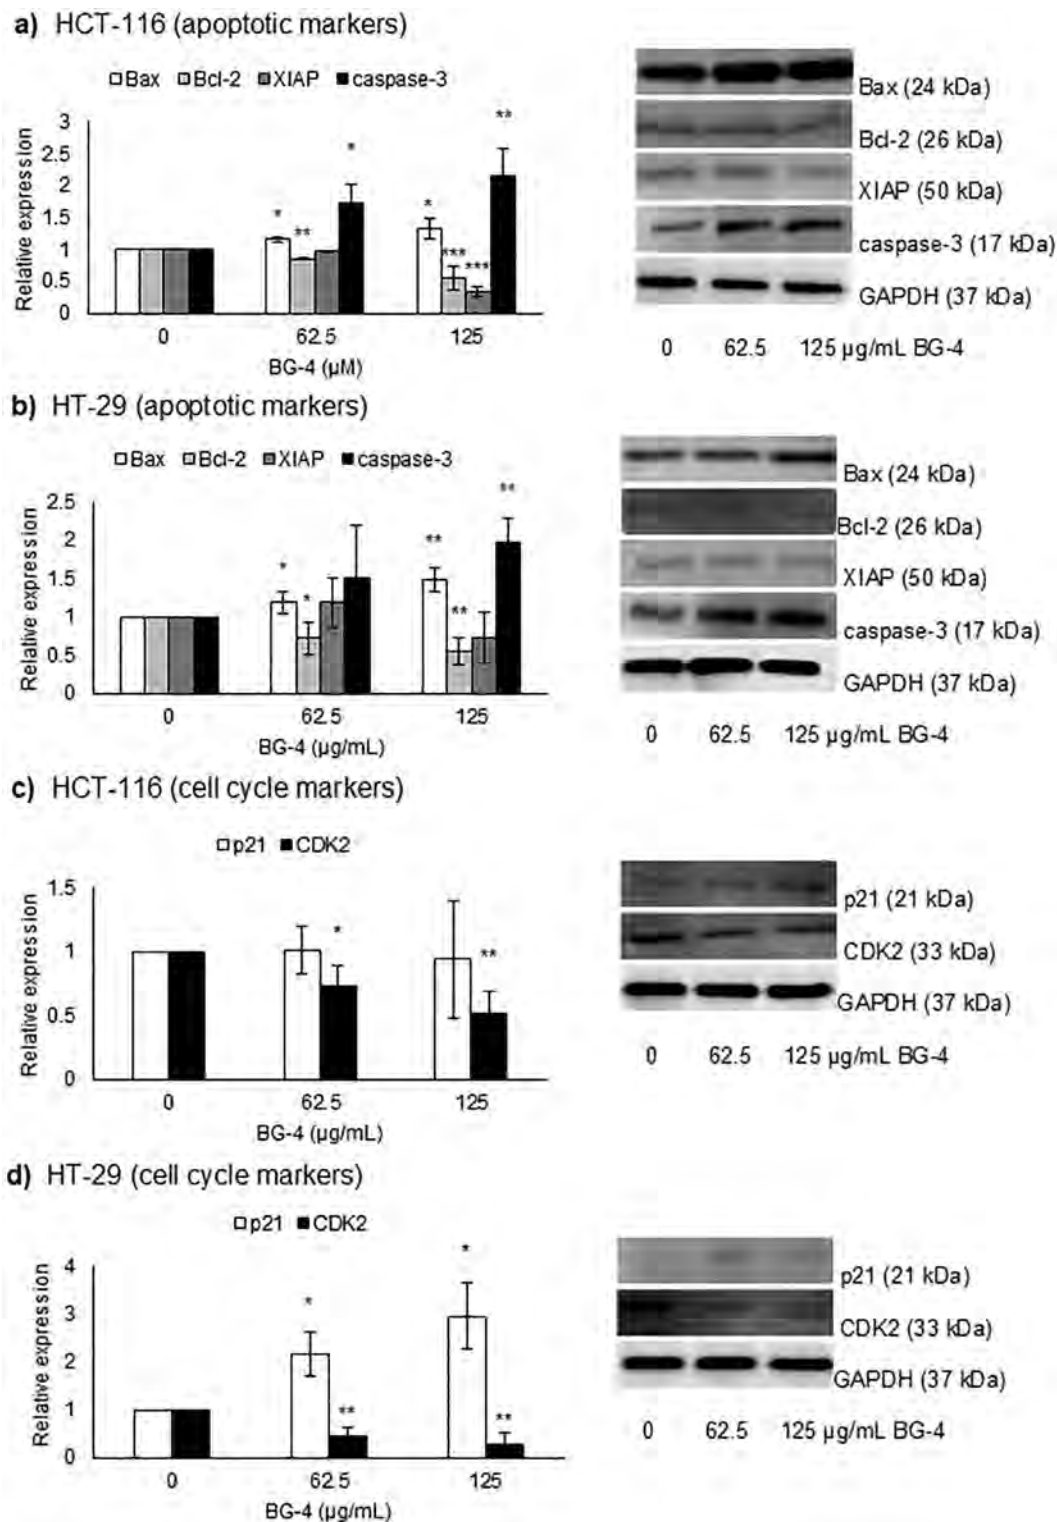 a) HCT-116 (apoptotic markers)
Bax Bcl-2 XIAP caspase-3
Relative expression
3
2.5
2
1.5
1
0.5
0
* ** * * *** *** **
0 62.5 125
BG-4 (μM)
Bax (24 kDa)
Bcl-2 (26 kDa)
XIAP (50 kDa)
caspase-3 (17 kDa)
GAPDH (37 kDa)
0 62.5 125 μg/mL BG-4
b) HT-29 (apoptotic markers)
Bax Bcl-2 XIAP caspase-3
Relative expression
2.5
2
1.5
1
0.5
0
* * ** ** **
0 62.5 125
BG-4 (μg/mL)
Bax (24 kDa)
Bcl-2 (26 kDa)
XIAP (50 kDa)
caspase-3 (17 kDa)
GAPDH (37 kDa)
0 62.5 125 μg/mL BG-4
c) HCT-116 (cell cycle markers)
p21 CDK2
Relative expression
1.5
1
0.5
0
* **
0 62.5 125
BG-4 (μg/mL)
p21 (21 kDa)
CDK2 (33 kDa)
GAPDH (37 kDa)
0 62.5 125 μg/mL BG-4
d) HT-29 (cell cycle markers)
p21 CDK2
Relative expression
4
3
2
1
0
* ** * **
0 62.5 125
BG-4 (μg/mL)
p21 (21 kDa)
CDK2 (33 kDa)
GAPDH (37 kDa)
0 62.5 125 μg/mL BG-4